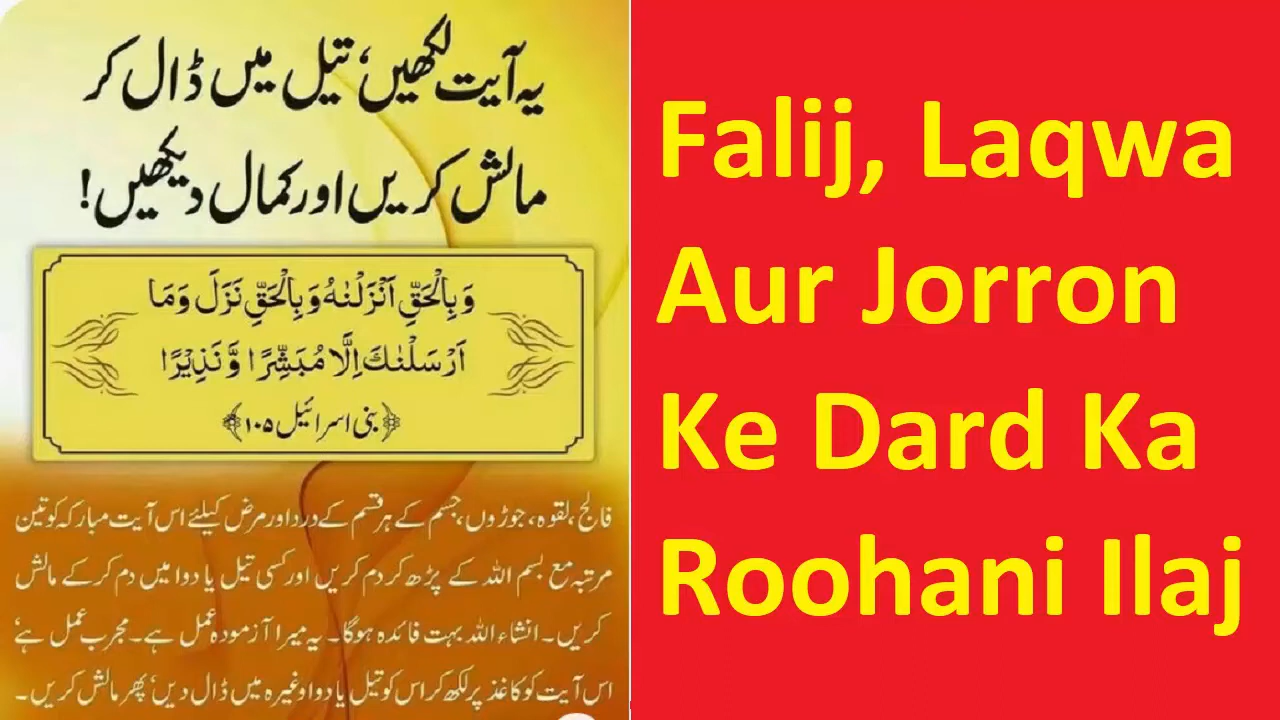 یہ آیت لکھیں، تیل میں ڈال کر
مالش کریں اور کمال دیکھیں!
وَبِالْحَقِّ اَنْزَلْنٰهُ وَبِالْحَقِّ نَزَلَ وَمَا
اَرْسَلْنٰكَ اِلَّا مُبَشِّرًا وَّ نَذِيْرًا
﴿بنی اسرائیل ۱۰۵﴾
فالج، لقوہ، جوڑوں، جسم کے ہر قسم کے درد اور مرض کیلئے اس آیت مبارکہ کو تین
مرتبہ مع بسم اللہ کے پڑھ کر دم کریں اور کسی تیل یا دوا میں دم کر کے مالش
کریں۔ انشاء اللہ بہت فائدہ ہوگا۔ یہ میرا آزمودہ عمل ہے۔ مجرب عمل ہے،
اس آیت کو کاغذ پر لکھ کر اس کو تیل یا دوا وغیرہ میں ڈال دیں، پھر مالش کریں۔
Falij, Laqwa
Aur Jorron
Ke Dard Ka
Roohani Ilaj